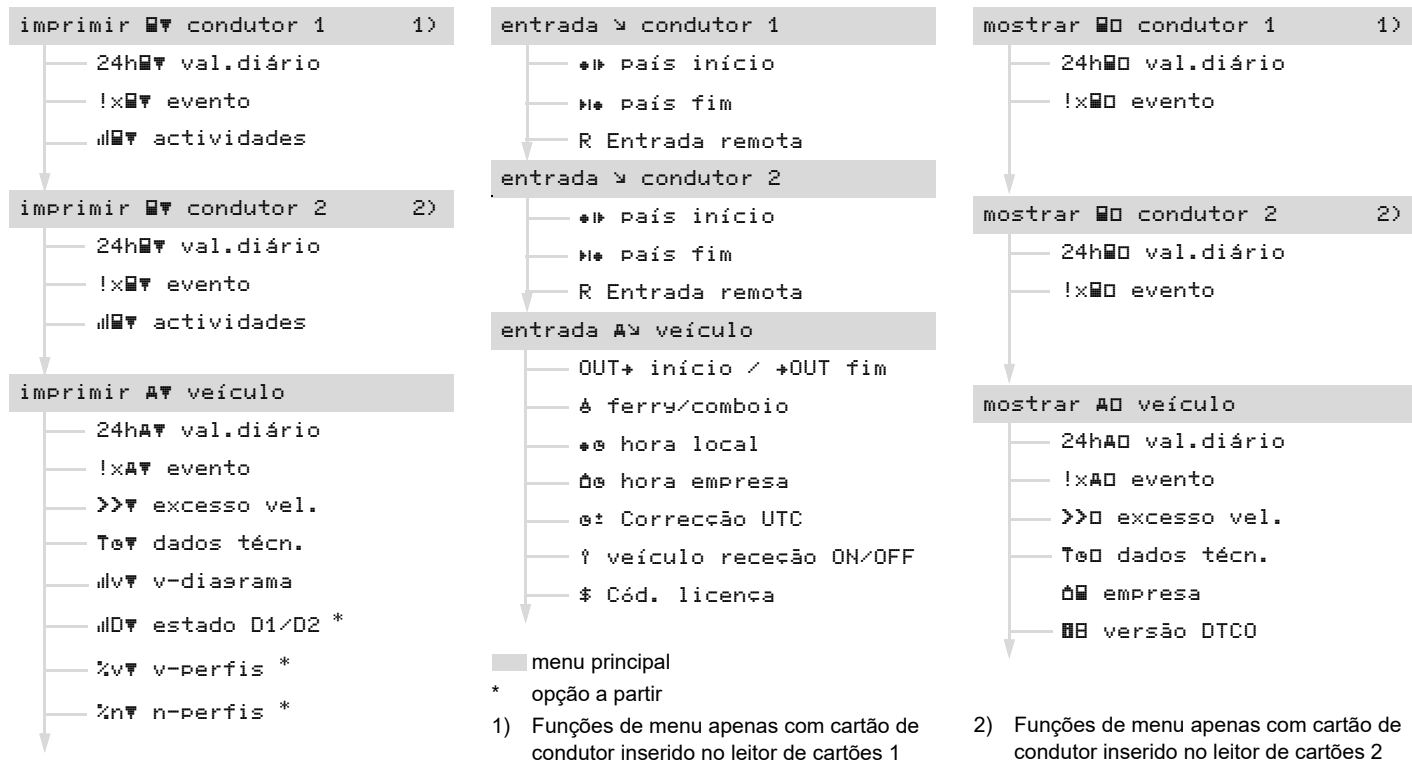 imprimir condutor 1 1)
24h val.diário
!x evento
actividades
imprimir condutor 2 2)
24h val.diário
!x evento
actividades
imprimir veículo
24h val.diário
!x evento
>> excesso vel.
dados técn.
v v-diagrama
D estado D1/D2 *
%v v-perfis *
%n n-perfis *
entrada condutor 1
país início
país fim
R Entrada remota
entrada condutor 2
país início
país fim
R Entrada remota
entrada veículo
OUT→ início / →OUT fim
ferry/comboio
hora local
hora empresa
Correcção UTC
veículo receção ON/OFF
$ Cód. licença
menu principal
* opção a partir
1) Funções de menu apenas com cartão de
condutor inserido no leitor de cartões 1
mostrar condutor 1 1)
24h val.diário
!x evento
mostrar condutor 2 2)
24h val.diário
!x evento
mostrar veículo
24h val.diário
!x evento
>> excesso vel.
dados técn.
empresa
versão DTCO
2) Funções de menu apenas com cartão de
condutor inserido no leitor de cartões 2